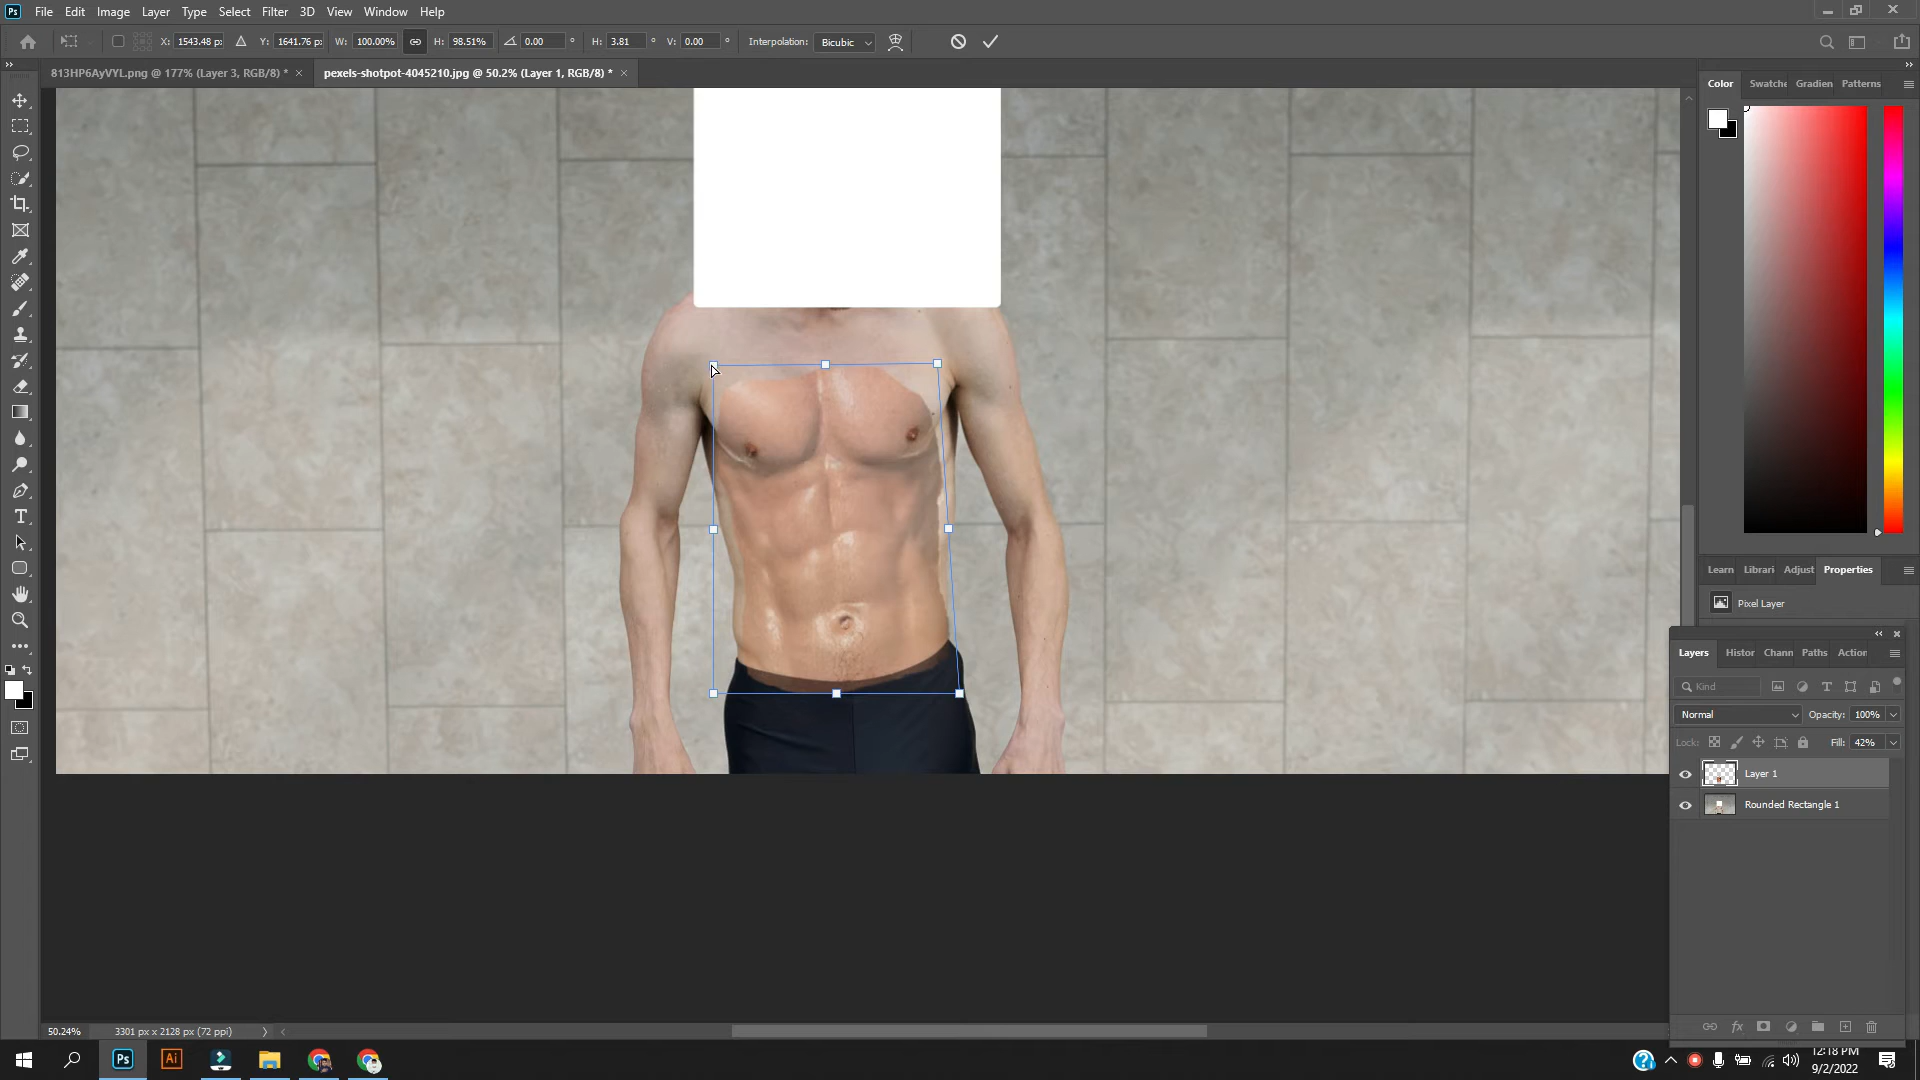 Ps File Edit Image Layer Type Select Filter 3D View Window Help
X: 1543.48 p: Y: 1641.76 p: W: 100.00% H: 98.51% 0.00 ° H: 3.81 ° V: 0.00 ° Interpolation: Bicubic
813HP6AyVYL.png @ 177% (Layer 3, RGB/8) * × pexels-shotpot-4045210.jpg @ 50.2% (Layer 1, RGB/8) * ×
Color Swatche Gradien Patterns
Learn Librari Adjust Properties
Pixel Layer
Layers Histor Chann Paths Action
Kind
Normal Opacity: 100%
Lock: Fill: 42%
Layer 1
Rounded Rectangle 1
fx
50.24% 3301 px x 2128 px (72 ppi)
Ps Ai
12:18 PM
9/2/2022